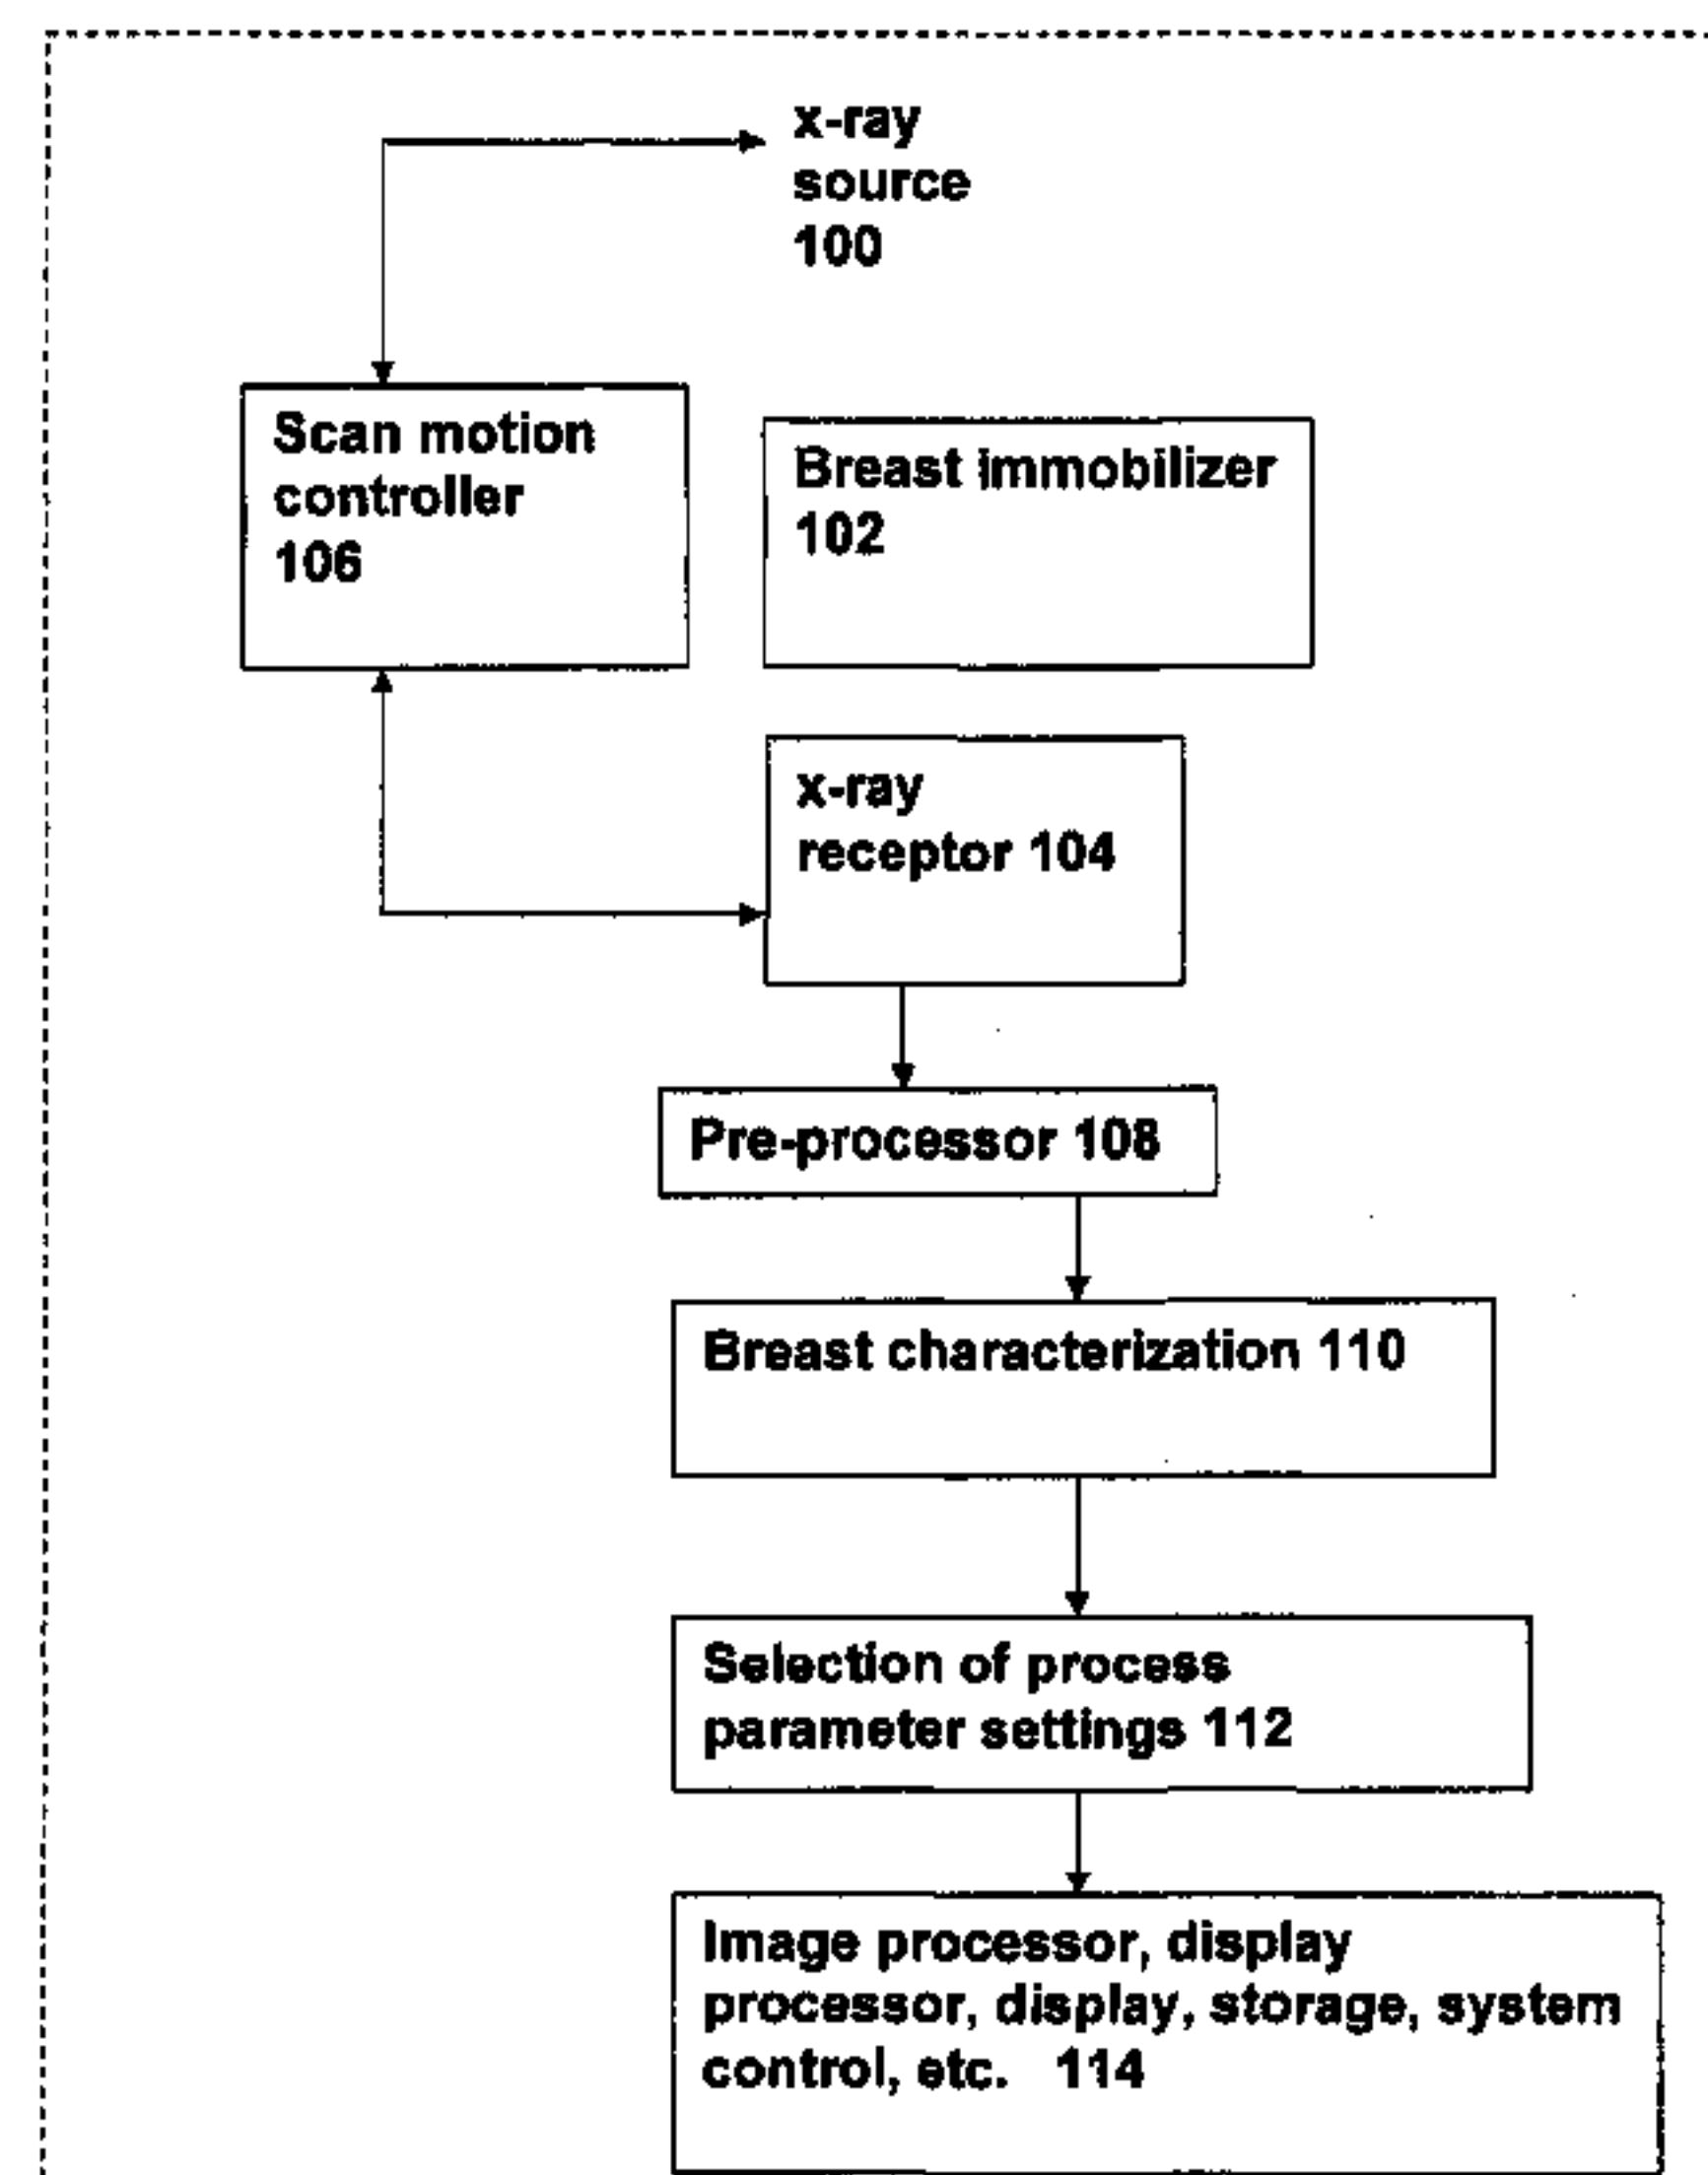 x-ray
source
100
Scan motion
controller
106
Breast immobilizer
102
x-ray
receptor 104
Pre-processor 108
Breast characterization 110
Selection of process
parameter settings 112
Image processor, display
processor, display, storage, system
control, etc. 114